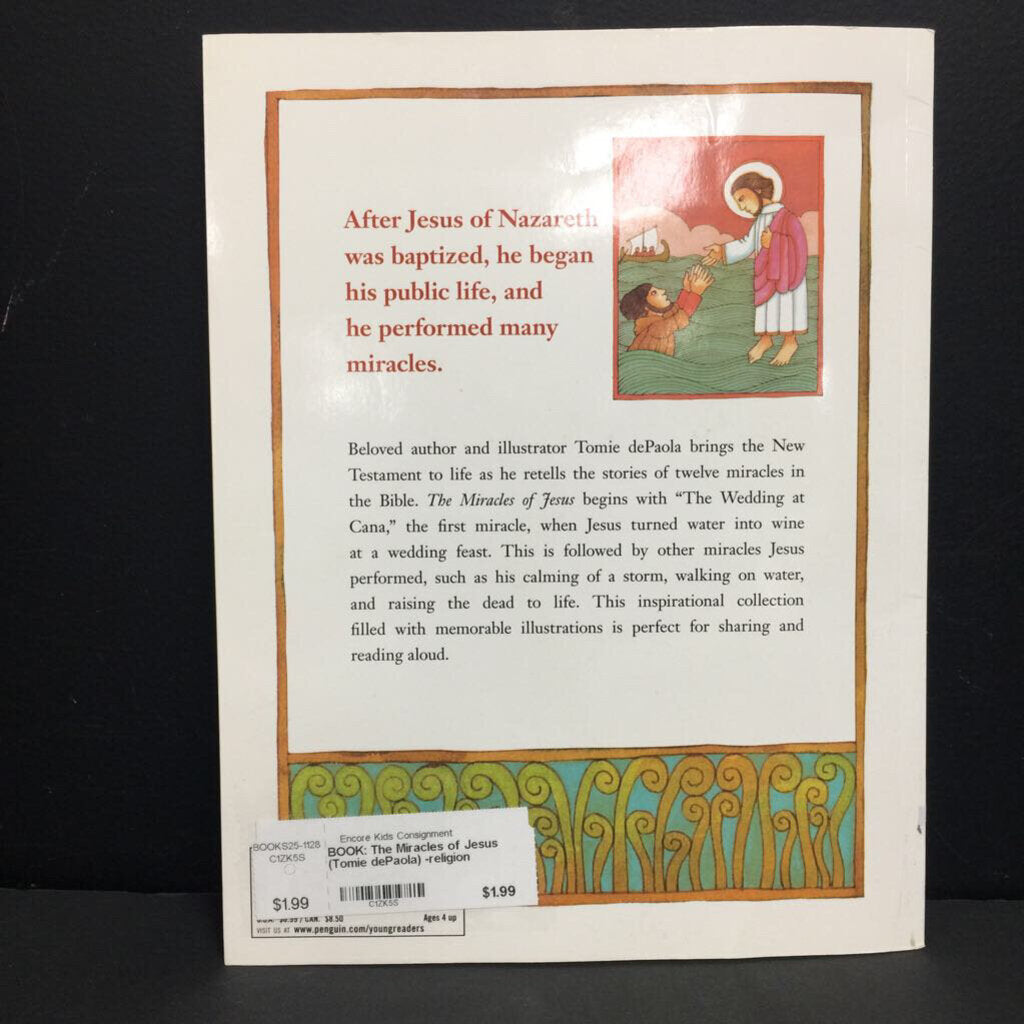 After Jesus of Nazareth
was baptized, he began
his public life, and
he performed many
miracles.
Beloved author and illustrator Tomie dePaola brings the New
Testament to life as he retells the stories of twelve miracles in
the Bible. The Miracles of Jesus begins with “The Wedding at
Cana,” the first miracle, when Jesus turned water into wine
at a wedding feast. This is followed by other miracles Jesus
performed, such as his calming of a storm, walking on water,
and raising the dead to life. This inspirational collection
filled with memorable illustrations is perfect for sharing and
reading aloud.
BOOKS25-1128
C1ZK5S
$1.99
Encore Kids Consignment
BOOK: The Miracles of Jesus
(Tomie dePaola) -religion
C1ZK5S
$1.99
/ CAN. $8.50 Ages 4 up
VISIT US AT www.penguin.com/youngreaders